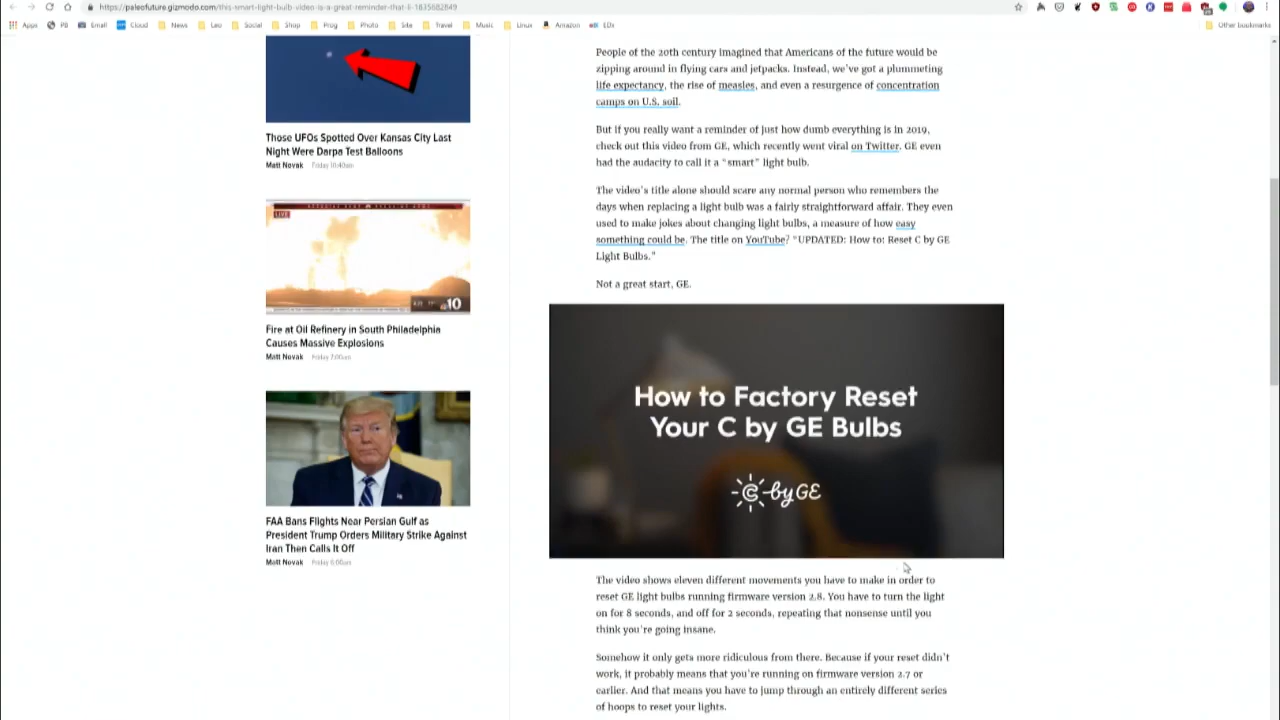 https://paleofuture.gizmodo.com/this-smart-light-bulb-video-is-a-great-reminder-that-li-1835682849
Apps
PB
Email
Cloud
News
Leo
Social
Shop
Prog
Photo
Site
Travel
Music
Linux
Amazon
Other bookmarks
Those UFOs Spotted Over Kansas City Last
Night Were Darpa Test Balloons
Matt Novak Friday 10:40am
LIVE
10
Fire at Oil Refinery in South Philadelphia
Causes Massive Explosions
Matt Novak Friday 7:00am
FAA Bans Flights Near Persian Gulf as
President Trump Orders Military Strike Against
Iran Then Calls It Off
Matt Novak Friday 6:00am
People of the 20th century imagined that Americans of the future would be
zipping around in flying cars and jetpacks. Instead, we've got a plummeting
life expectancy, the rise of measles, and even a resurgence of concentration
camps on U.S. soil.
But if you really want a reminder of just how dumb everything is in 2019,
check out this video from GE, which recently went viral on Twitter. GE even
had the audacity to call it a "smart" light bulb.
The video's title alone should scare any normal person who remembers the
days when replacing a light bulb was a fairly straightforward affair. They even
used to make jokes about changing light bulbs, a measure of how easy
something could be. The title on YouTube? "UPDATED: How to: Reset C by GE
Light Bulbs."
Not a great start, GE.
How to Factory Reset
Your C by GE Bulbs
C by GE
The video shows eleven different movements you have to make in order to
reset GE light bulbs running firmware version 2.8. You have to turn the light
on for 8 seconds, and off for 2 seconds, repeating that nonsense until you
think you're going insane.
Somehow it only gets more ridiculous from there. Because if your reset didn't
work, it probably means that you're running on firmware version 2.7 or
earlier. And that means you have to jump through an entirely different series
of hoops to reset your lights.